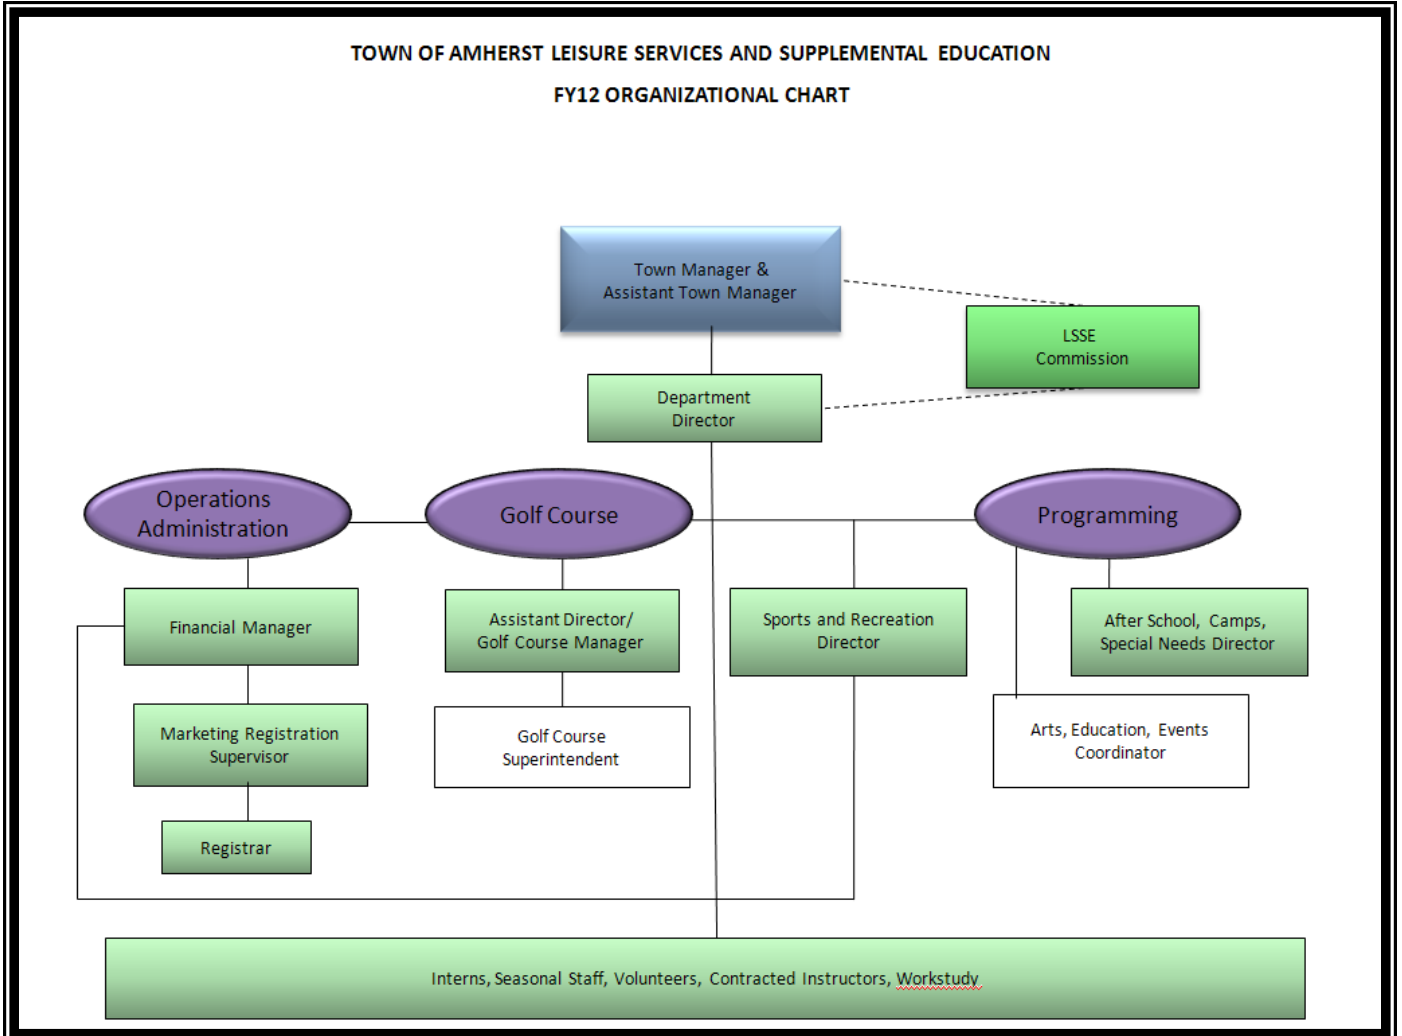 TOWN OF AMHERST LEISURE SERVICES AND SUPPLEMENTAL EDUCATION
FY12 ORGANIZATIONAL CHART
Town Manager &
Assistant Town Manager
LSSE
Commission
Department
Director
Operations
Administration
Golf Course
Programming
Financial Manager
Assistant Director/
Golf Course Manager
Sports and Recreation
Director
After School, Camps,
Special Needs Director
Marketing Registration
Supervisor
Golf Course
Superintendent
Arts, Education, Events
Coordinator
Registrar
Interns, Seasonal Staff, Volunteers, Contracted Instructors, Workstudy